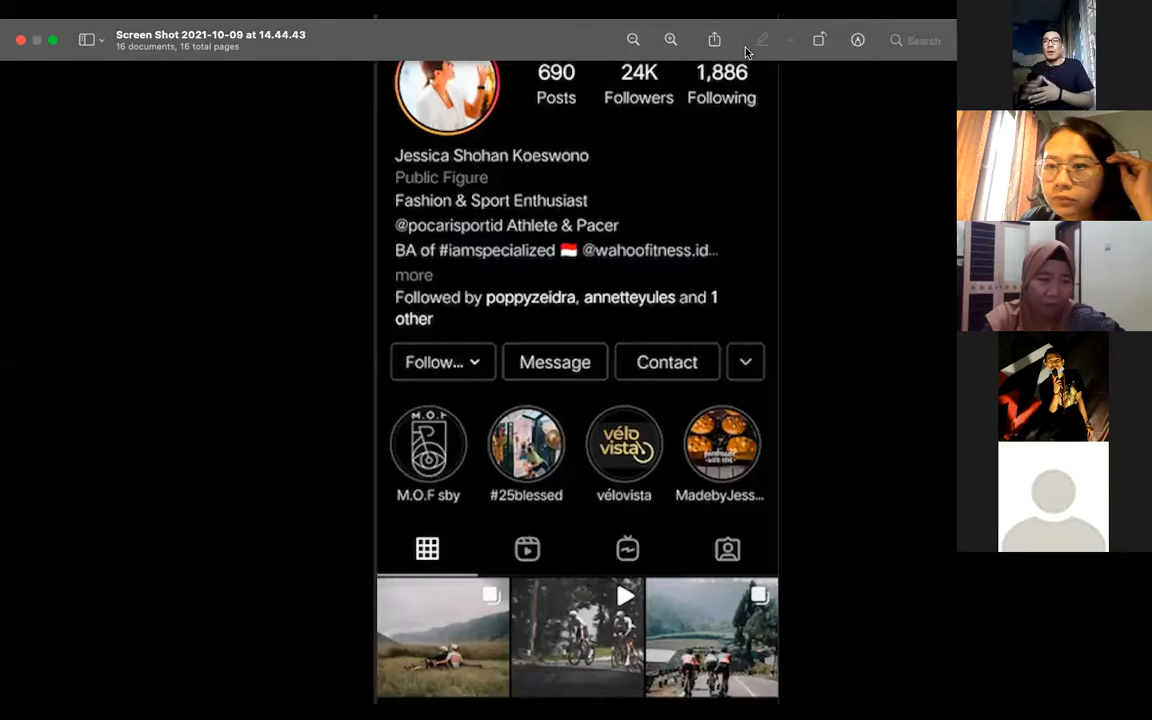 Screen Shot 2021-10-09 at 14.44.43
16 documents, 16 total pages
Search
690 24K 1,886
Posts Followers Following
Jessica Shohan Koeswono
Public Figure
Fashion & Sport Enthusiast
@pocarisportid Athlete & Pacer
BA of #iamspecialized 🇮🇩 @wahoofitness.id...
more
Followed by poppyzeidra, annetteyules and 1
other
Follow... Message Contact
M.O.F
vélo
vista
M.O.F sby #25blessed vélovista MadebyJess...